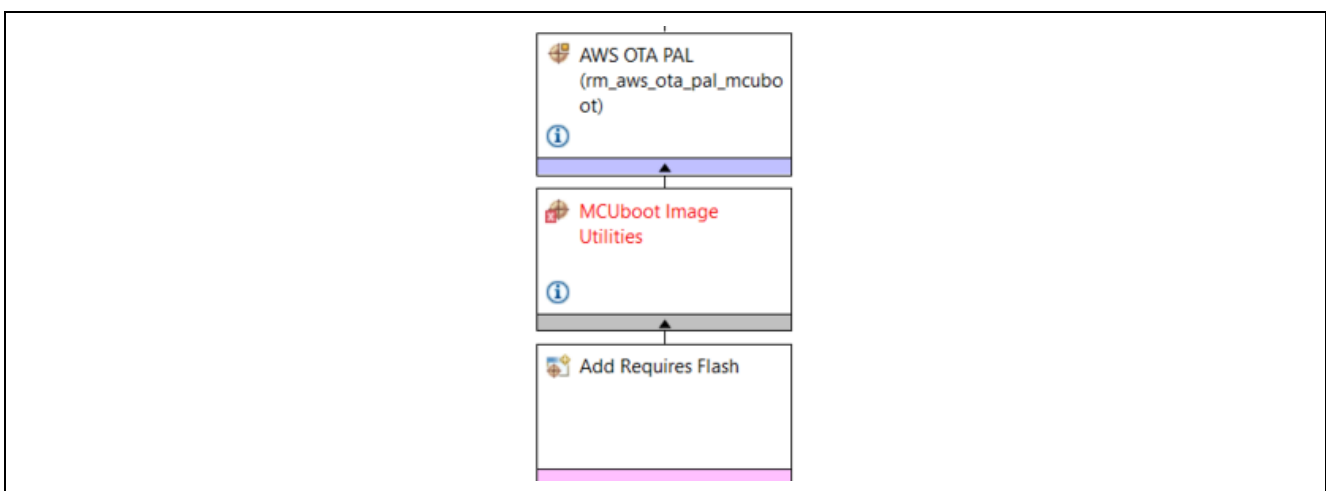 AWS OTA PAL
(rm_aws_ota_pal_mcubo
ot)
MCUboot Image
Utilities
Add Requires Flash